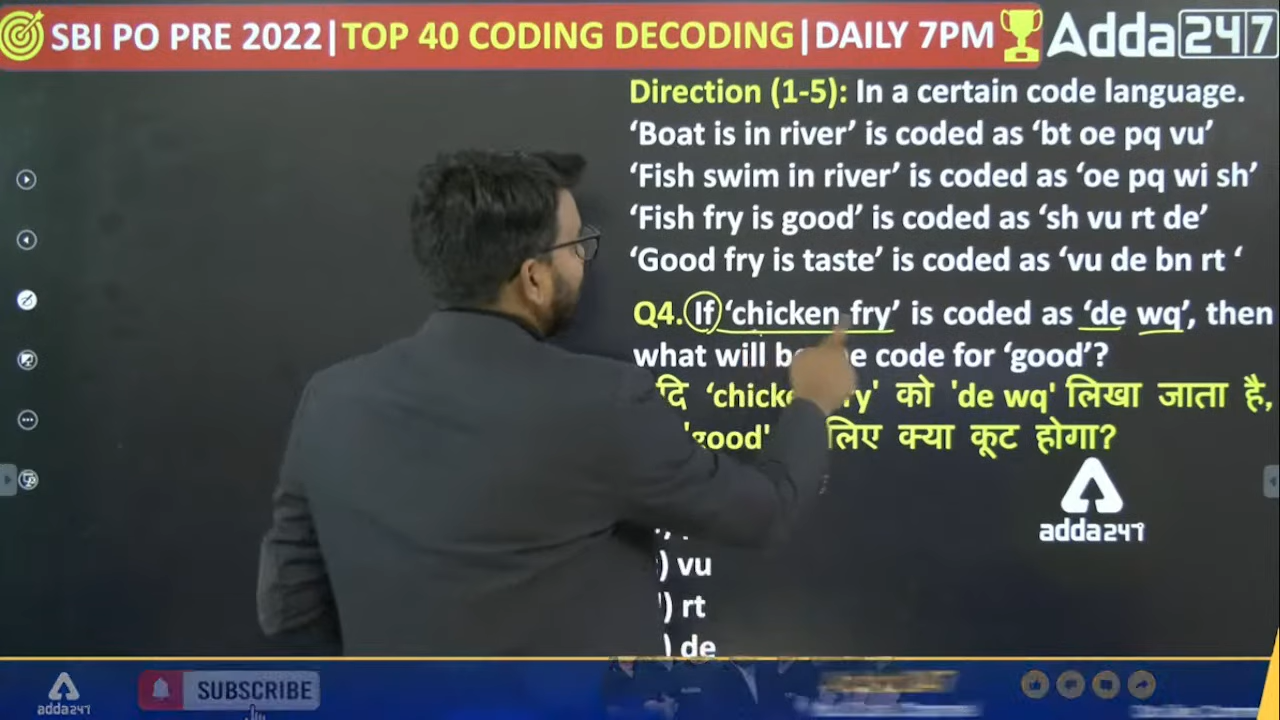 SBI PO PRE 2022|TOP 40 CODING DECODING|DAILY 7PM Adda247
Direction (1-5): In a certain code language.
‘Boat is in river’ is coded as ‘bt oe pq vu’
‘Fish swim in river’ is coded as ‘oe pq wi sh’
‘Fish fry is good’ is coded as ‘sh vu rt de’
‘Good fry is taste’ is coded as ‘vu de bn rt ‘
Q4. If ‘chicken fry’ is coded as ‘de wq’, then
what will code for ‘good’?
को 'de wq' लिखा जाता है,
'good' लिए क्या कूट होगा?
adda247
) vu
) rt
) de
adda247
SUBSCRIBE